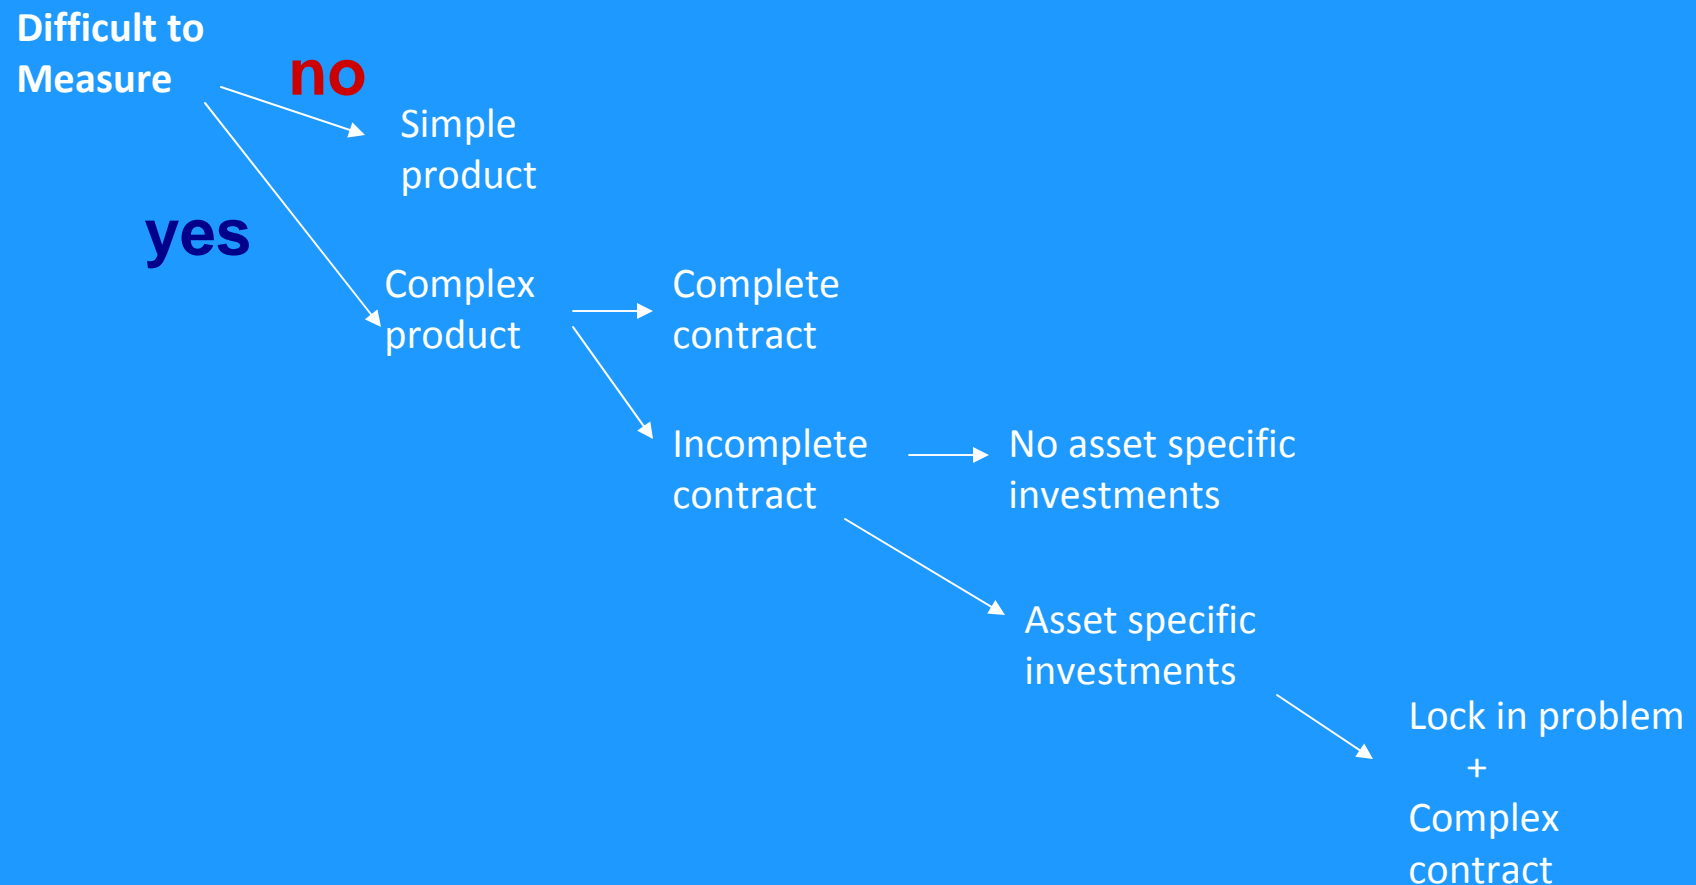 Difficult to
Measure
no
Simple
product
yes
Complex
product
Complete
contract
Incomplete
contract
No asset specific
investments
Asset specific
investments
Lock in problem
+
Complex
contract